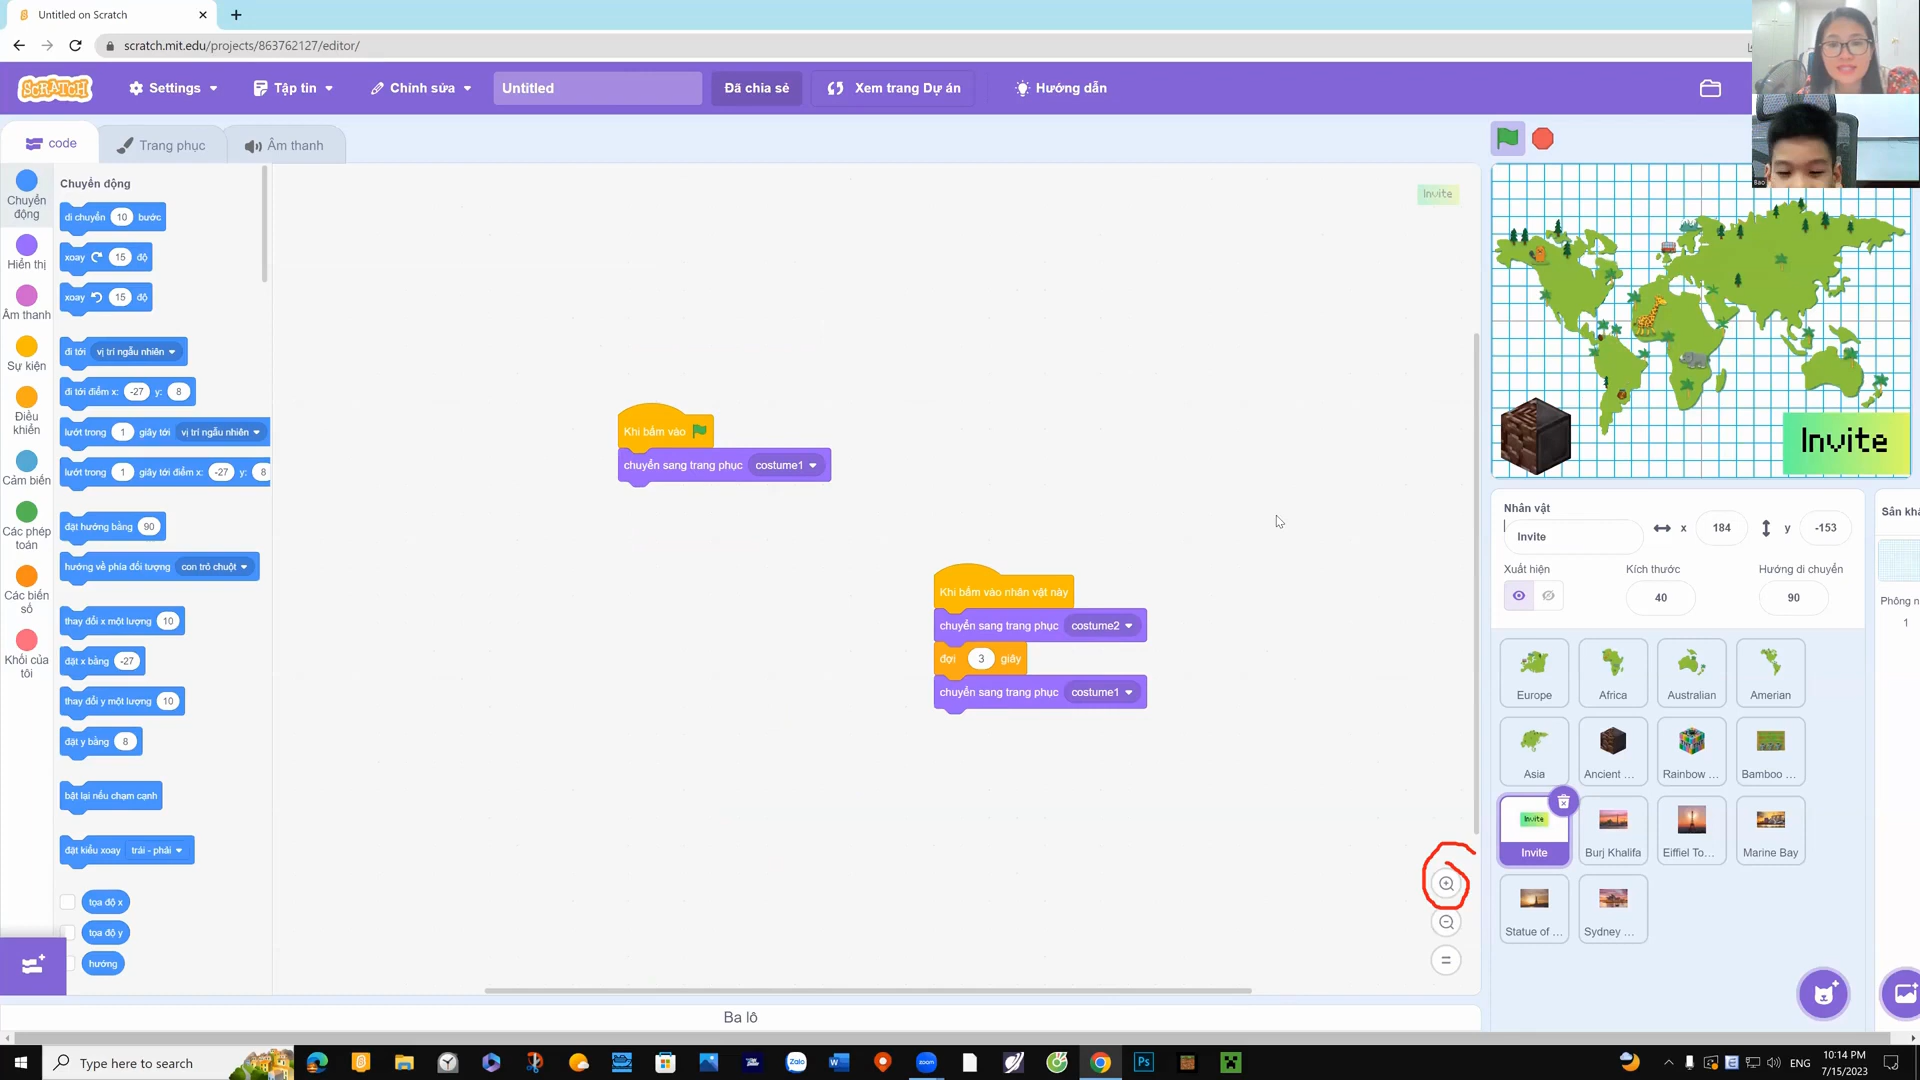 Untitled on Scratch
scratch.mit.edu/projects/863762127/editor/
SCRATCH
Settings
Tập tin
Chỉnh sửa
Untitled
Đã chia sẻ
Xem trang Dự án
Hướng dẫn
code
Trang phục
Âm thanh
Chuyển động
Hiển thị
Âm thanh
Sự kiện
Điều khiển
Cảm biến
Các phép toán
Các biến số
Khối của tôi
Chuyển động
di chuyển 10 bước
xoay 15 độ
xoay 15 độ
đi tới vị trí ngẫu nhiên
đi tới điểm x: -27 y: 8
lướt trong 1 giây tới vị trí ngẫu nhiên
lướt trong 1 giây tới điểm x: -27 y: 8
đặt hướng bằng 90
hướng về phía đối tượng con trỏ chuột
thay đổi x một lượng 10
đặt x bằng -27
thay đổi y một lượng 10
đặt y bằng 8
bật lại nếu chạm cạnh
đặt kiểu xoay trái - phải
tọa độ x
tọa độ y
hướng
Khi bấm vào
chuyển sang trang phục costume1
Khi bấm vào nhân vật này
chuyển sang trang phục costume2
đợi 3 giây
chuyển sang trang phục costume1
Invite
Bao
Invite
Nhân vật
Invite
x 184
y -153
Xuất hiện
Kích thước
40
Hướng di chuyển
90
Europe
Africa
Australian
Amerian
Asia
Ancient ...
Rainbow ...
Bamboo ...
Invite
Invite
Burj Khalifa
Eiffiel To...
Marine Bay
Statue of ...
Sydney ...
Sân kh
Phông n
1
Ba lô
Type here to search
Zalo
zoom
ENG
10:14 PM
7/15/2023